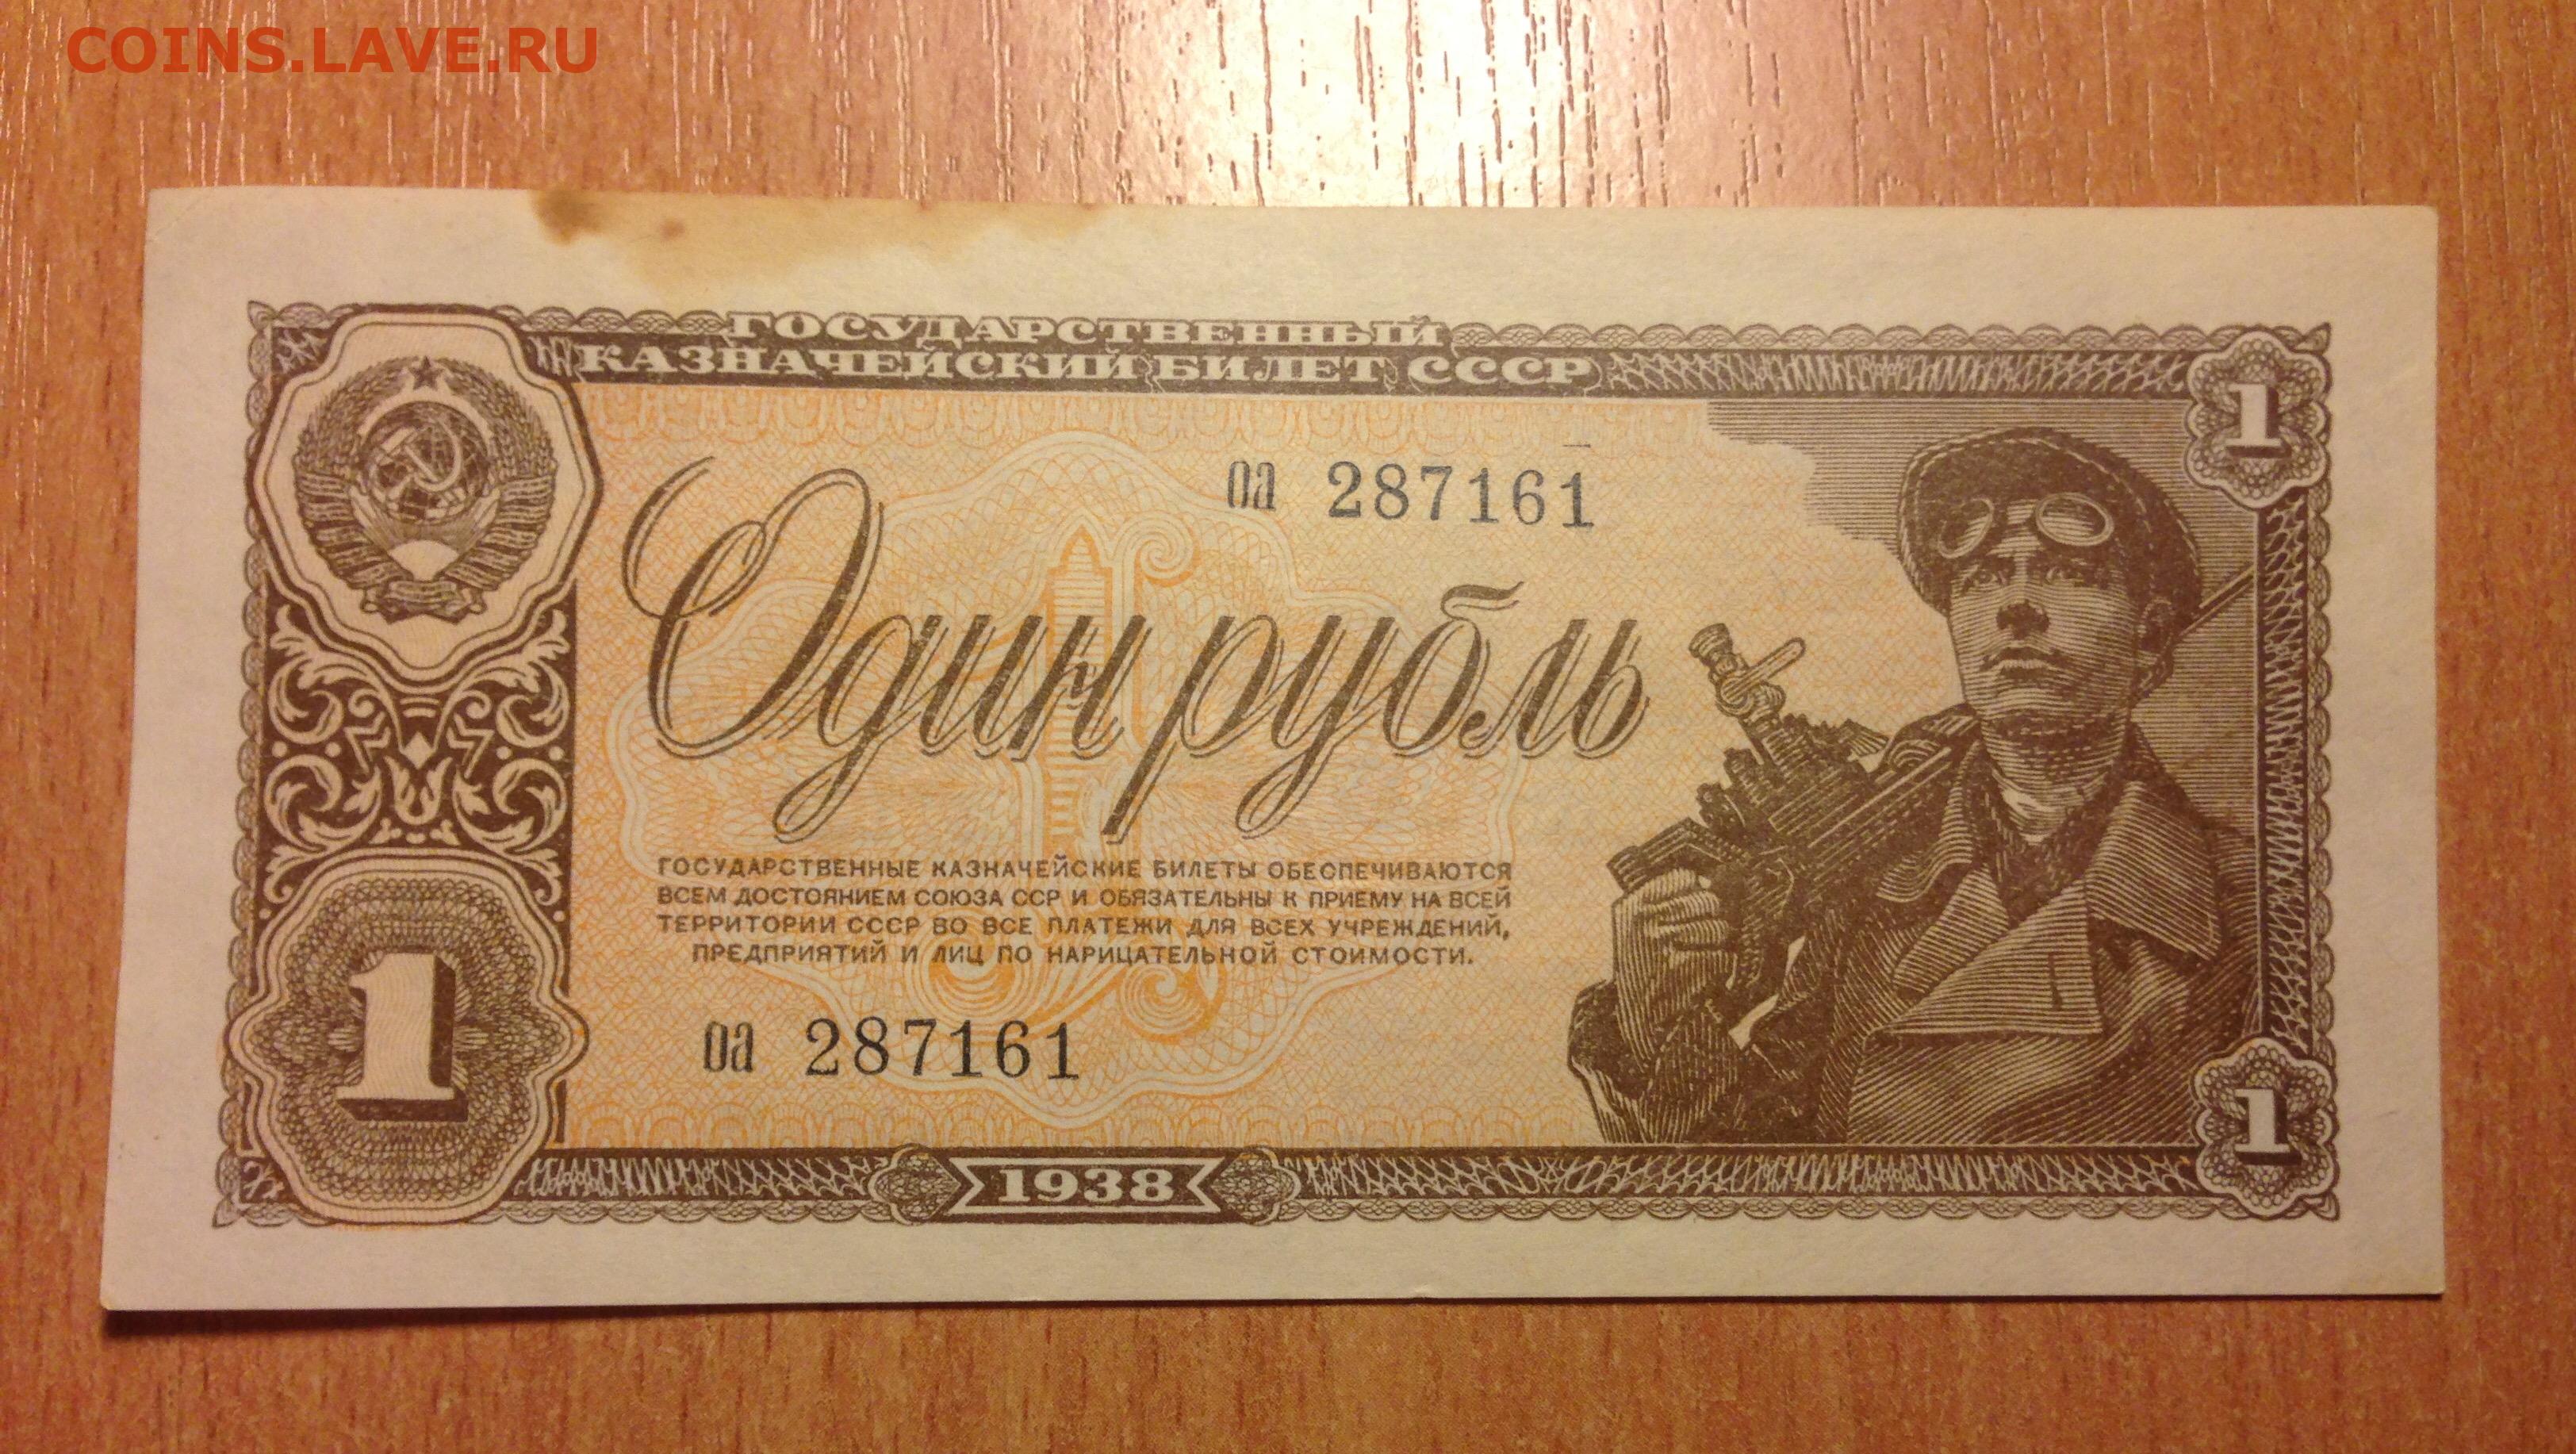 COINS.LAVE.RU
ГОСУДАРСТВЕННЫЙ
КАЗНАЧЕЙСКИЙ БИЛЕТ СССР
1
оа 287161
Один рубль
ГОСУДАРСТВЕННЫЕ КАЗНАЧЕЙСКИЕ БИЛЕТЫ ОБЕСПЕЧИВАЮТСЯ
ВСЕМ ДОСТОЯНИЕМ СОЮЗА ССР И ОБЯЗАТЕЛЬНЫ К ПРИЕМУ НА ВСЕЙ
ТЕРРИТОРИИ СССР ВО ВСЕ ПЛАТЕЖИ ДЛЯ ВСЕХ УЧРЕЖДЕНИЙ,
ПРЕДПРИЯТИЙ И ЛИЦ ПО НАРИЦАТЕЛЬНОЙ СТОИМОСТИ.
1
оа 287161
1
1938